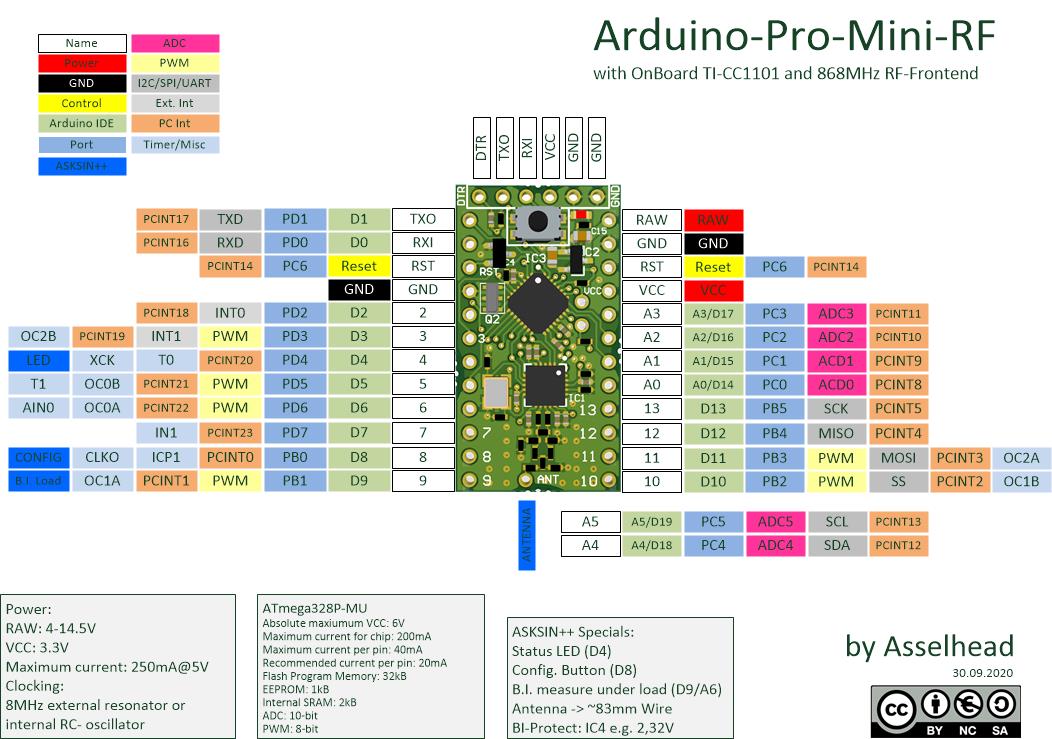 Arduino-Pro-Mini-RF
with OnBoard TI-CC1101 and 868MHz RF-Frontend
Name ADC
Power PWM
GND I2C/SPI/UART
Control Ext. Int
Arduino IDE PC Int
Port Timer/Misc
ASKSIN++
DTR TXO RXI VCC GND GND
DTR GND
PCINT17 TXD PD1 D1 TXO RAW RAW
C15
PCINT16 RXD PD0 D0 RXI GND GND
IC3 IC2
PCINT14 PC6 Reset RST RST Reset PC6 PCINT14
RST
GND GND VCC VCC
VCC
PCINT18 INT0 PD2 D2 2 A3 A3/D17 PC3 ADC3 PCINT11
Q2
OC2B PCINT19 INT1 PWM PD3 D3 3 A2 A2/D16 PC2 ADC2 PCINT10
3
LED XCK T0 PCINT20 PD4 D4 4 A1 A1/D15 PC1 ACD1 PCINT9
T1 OC0B PCINT21 PWM PD5 D5 5 A0 A0/D14 PC0 ACD0 PCINT8
IC1
AIN0 OC0A PCINT22 PWM PD6 D6 6 13 13 D13 PB5 SCK PCINT5
IN1 PCINT23 PD7 D7 7 7 12 12 D12 PB4 MISO PCINT4
CONFIG CLKO ICP1 PCINT0 PB0 D8 8 8 11 11 D11 PB3 PWM MOSI PCINT3 OC2A
B.I. Load OC1A PCINT1 PWM PB1 D9 9 9 ANT 10 10 D10 PB2 PWM SS PCINT2 OC1B
ANTENNA
A5 A5/D19 PC5 ADC5 SCL PCINT13
A4 A4/D18 PC4 ADC4 SDA PCINT12
Power:
RAW: 4-14.5V
VCC: 3.3V
Maximum current: 250mA@5V
Clocking:
8MHz external resonator or
internal RC- oscillator
ATmega328P-MU
Absolute maxiumum VCC: 6V
Maximum current for chip: 200mA
Maximum current per pin: 40mA
Recommended current per pin: 20mA
Flash Program Memory: 32kB
EEPROM: 1kB
Internal SRAM: 2kB
ADC: 10-bit
PWM: 8-bit
ASKSIN++ Specials:
Status LED (D4)
Config. Button (D8)
B.I. measure under load (D9/A6)
Antenna -> ~83mm Wire
BI-Protect: IC4 e.g. 2,32V
by Asselhead
30.09.2020
cc
BY NC SA